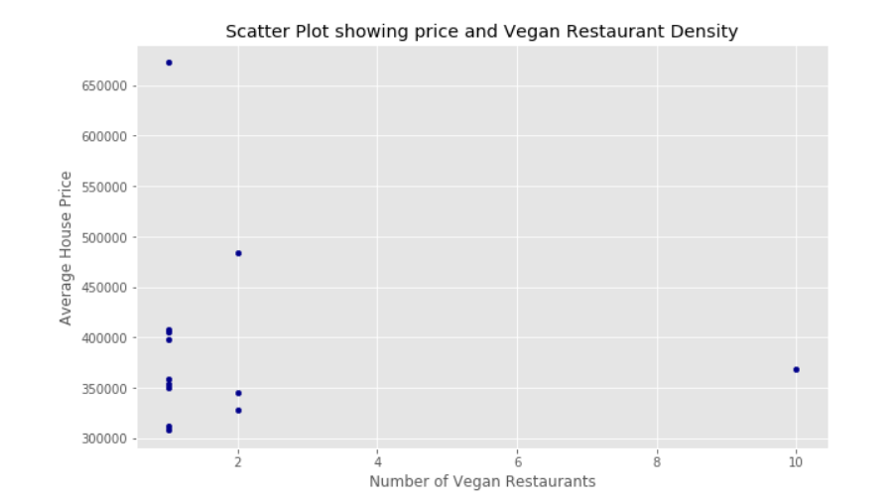 Scatter Plot showing price and Vegan Restaurant Density
Average House Price
650000
600000
550000
500000
450000
400000
350000
300000
2 4 6 8 10
Number of Vegan Restaurants